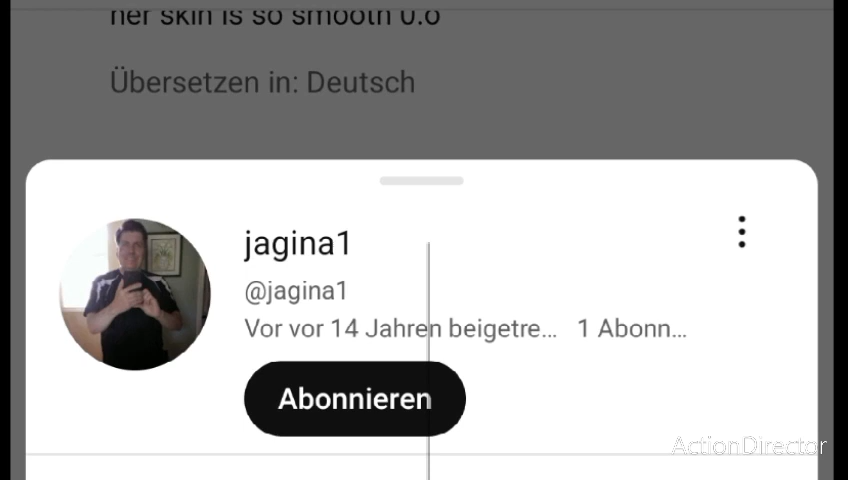 her skin is so smooth 0.o
Übersetzen in: Deutsch
jagina1
@jagina1
Vor vor 14 Jahren beigetre... 1 Abonn...
Abonnieren
ActionDirector